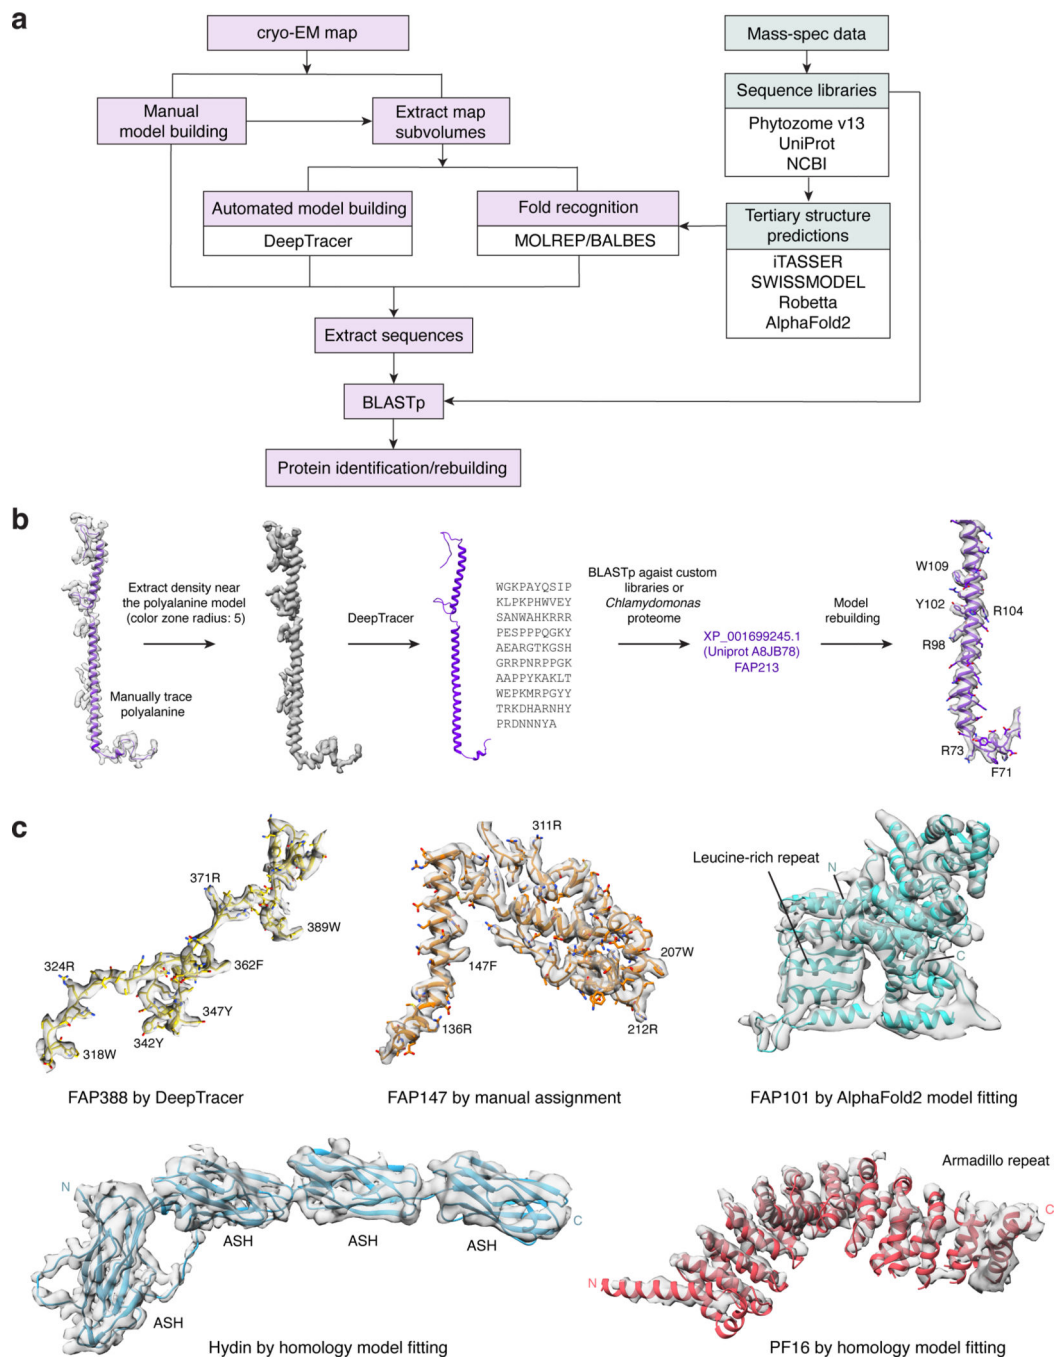 a
cryo-EM map
Mass-spec data
Manual
model building
Extract map
subvolumes
Sequence libraries
Phytozome v13
UniProt
NCBI
Automated model building
DeepTracer
Fold recognition
MOLREP/BALBES
Tertiary structure
predictions
iTASSER
SWISSMODEL
Robetta
AlphaFold2
Extract sequences
BLASTp
Protein identification/rebuilding
b
Extract density near
the polyalanine model
(color zone radius: 5)
Manually trace
polyalanine
DeepTracer
WGKPAYQSIP
KLPKPHWVEY
SANWAHKRRR
PESPPPQGKY
AEARGTKGSH
GRRPNRPPGK
AAPPYKAKLT
WEPKMRPGYY
TRKDHARNHY
PRDNNNYA
BLASTp agaist custom
libraries or
Chlamydomonas
proteome
XP_001699245.1
(Uniprot A8JB78)
FAP213
Model
rebuilding
W109
Y102
R104
R98
R73
F71
c
371R
389W
324R
362F
347Y
342Y
318W
FAP388 by DeepTracer
311R
147F
207W
136R
212R
FAP147 by manual assignment
Leucine-rich repeat
N
C
FAP101 by AlphaFold2 model fitting
N
ASH
ASH
ASH
C
ASH
Hydin by homology model fitting
Armadillo repeat
C
N
PF16 by homology model fitting